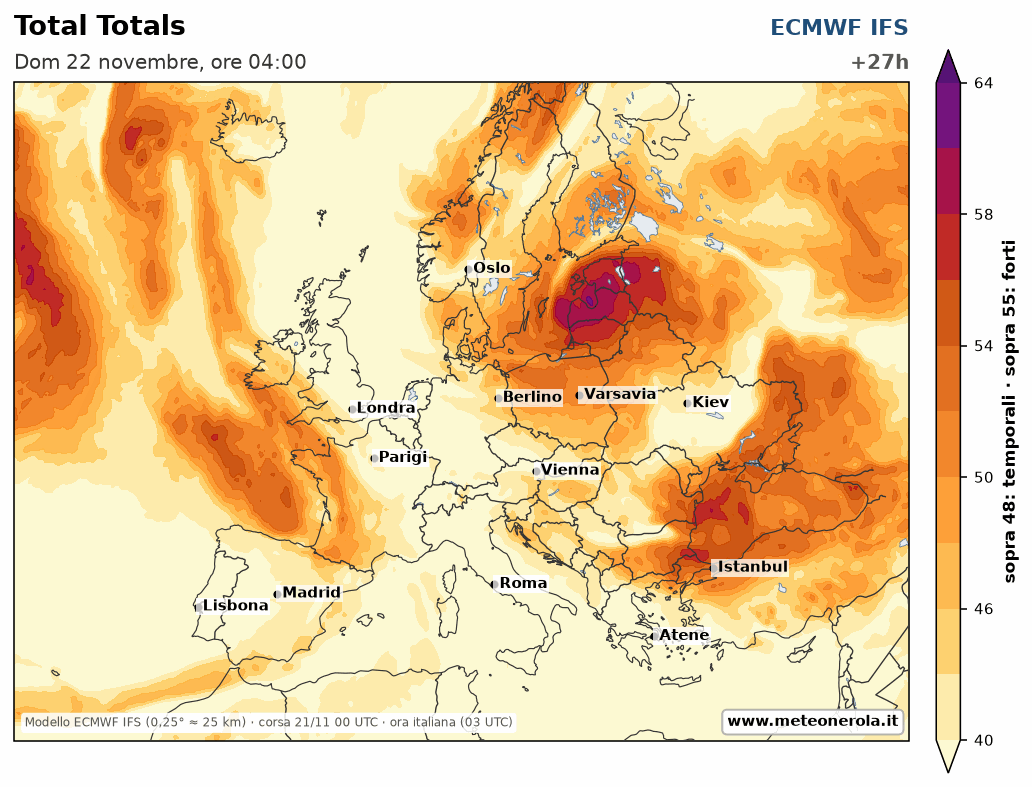 Total Totals
ECMWF IFS
Dom 22 novembre, ore 04:00
+27h
64
58
54
50
46
40
sopra 48: temporali · sopra 55: forti
Oslo
Berlino
Varsavia
Kiev
Londra
Parigi
Vienna
Istanbul
Roma
Madrid
Lisbona
Atene
Modello ECMWF IFS (0,25° ≈ 25 km) · corsa 21/11 00 UTC · ora italiana (03 UTC)
www.meteonerola.it